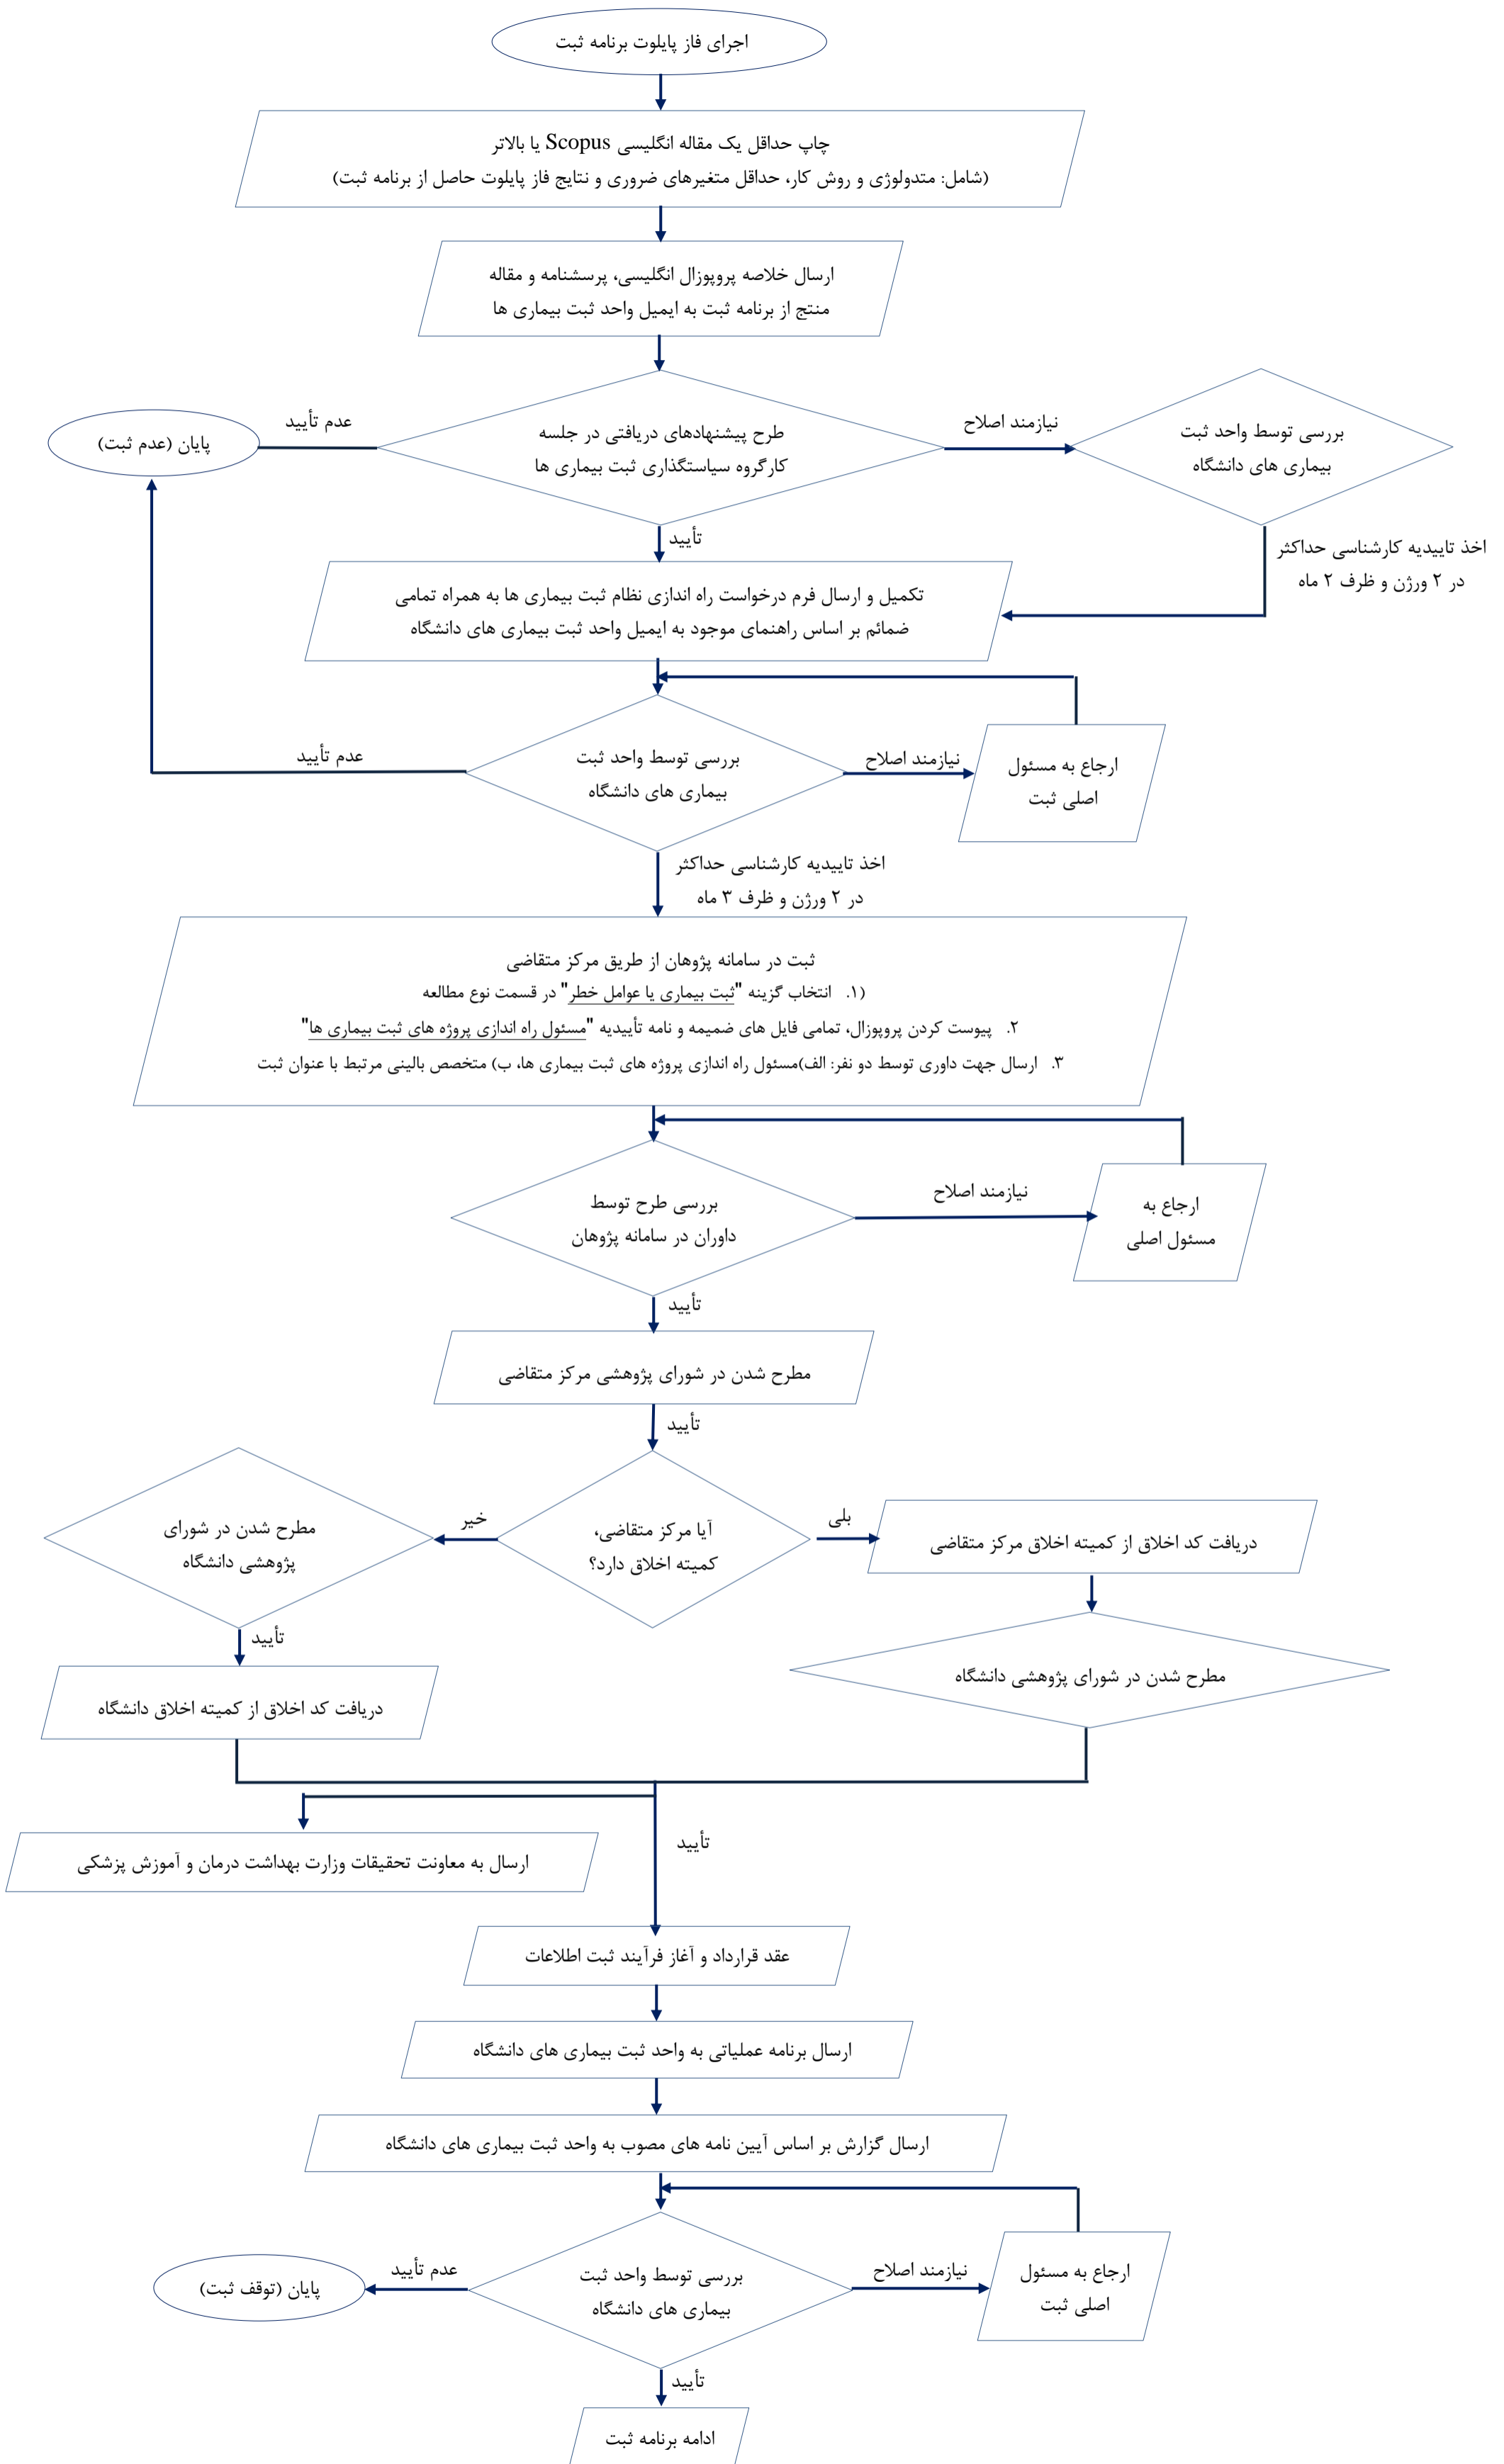 اجرای فاز پایلوت برنامه ثبت
چاپ حداقل یک مقاله انگلیسی Scopus یا بالاتر
(شامل: متدولوژی و روش کار، حداقل متغیرهای ضروری و نتایج فاز پایلوت حاصل از برنامه ثبت)
ارسال خلاصه پروپوزال انگلیسی، پرسشنامه و مقاله
منتج از برنامه ثبت به ایمیل واحد ثبت بیماری ها
طرح پیشنهادهای دریافتی در جلسه
کارگروه سیاستگذاری ثبت بیماری ها
نیازمند اصلاح
بررسی توسط واحد ثبت
بیماری های دانشگاه
عدم تأیید
پایان (عدم ثبت)
تأیید
اخذ تاییدیه کارشناسی حداکثر
در ۲ ورژن و ظرف ۲ ماه
تکمیل و ارسال فرم درخواست راه اندازی نظام ثبت بیماری ها به همراه تمامی
ضمائم بر اساس راهنمای موجود به ایمیل واحد ثبت بیماری های دانشگاه
بررسی توسط واحد ثبت
بیماری های دانشگاه
نیازمند اصلاح
ارجاع به مسئول
اصلی ثبت
عدم تأیید
اخذ تاییدیه کارشناسی حداکثر
در ۲ ورژن و ظرف ۳ ماه
ثبت در سامانه پژوهان از طریق مرکز متقاضی
(۱. انتخاب گزینه "ثبت بیماری یا عوامل خطر" در قسمت نوع مطالعه
۲. پیوست کردن پروپوزال، تمامی فایل های ضمیمه و نامه تأییدیه "مسئول راه اندازی پروژه های ثبت بیماری ها"
۳. ارسال جهت داوری توسط دو نفر: الف)مسئول راه اندازی پروژه های ثبت بیماری ها، ب) متخصص بالینی مرتبط با عنوان ثبت
بررسی طرح توسط
داوران در سامانه پژوهان
نیازمند اصلاح
ارجاع به
مسئول اصلی
تأیید
مطرح شدن در شورای پژوهشی مرکز متقاضی
تأیید
آیا مرکز متقاضی،
کمیته اخلاق دارد؟
بلی
دریافت کد اخلاق از کمیته اخلاق مرکز متقاضی
مطرح شدن در شورای پژوهشی دانشگاه
خیر
مطرح شدن در شورای
پژوهشی دانشگاه
تأیید
دریافت کد اخلاق از کمیته اخلاق دانشگاه
تأیید
ارسال به معاونت تحقیقات وزارت بهداشت درمان و آموزش پزشکی
عقد قرارداد و آغاز فرآیند ثبت اطلاعات
ارسال برنامه عملیاتی به واحد ثبت بیماری های دانشگاه
ارسال گزارش بر اساس آیین نامه های مصوب به واحد ثبت بیماری های دانشگاه
بررسی توسط واحد ثبت
بیماری های دانشگاه
نیازمند اصلاح
ارجاع به مسئول
اصلی ثبت
عدم تأیید
پایان (توقف ثبت)
تأیید
ادامه برنامه ثبت